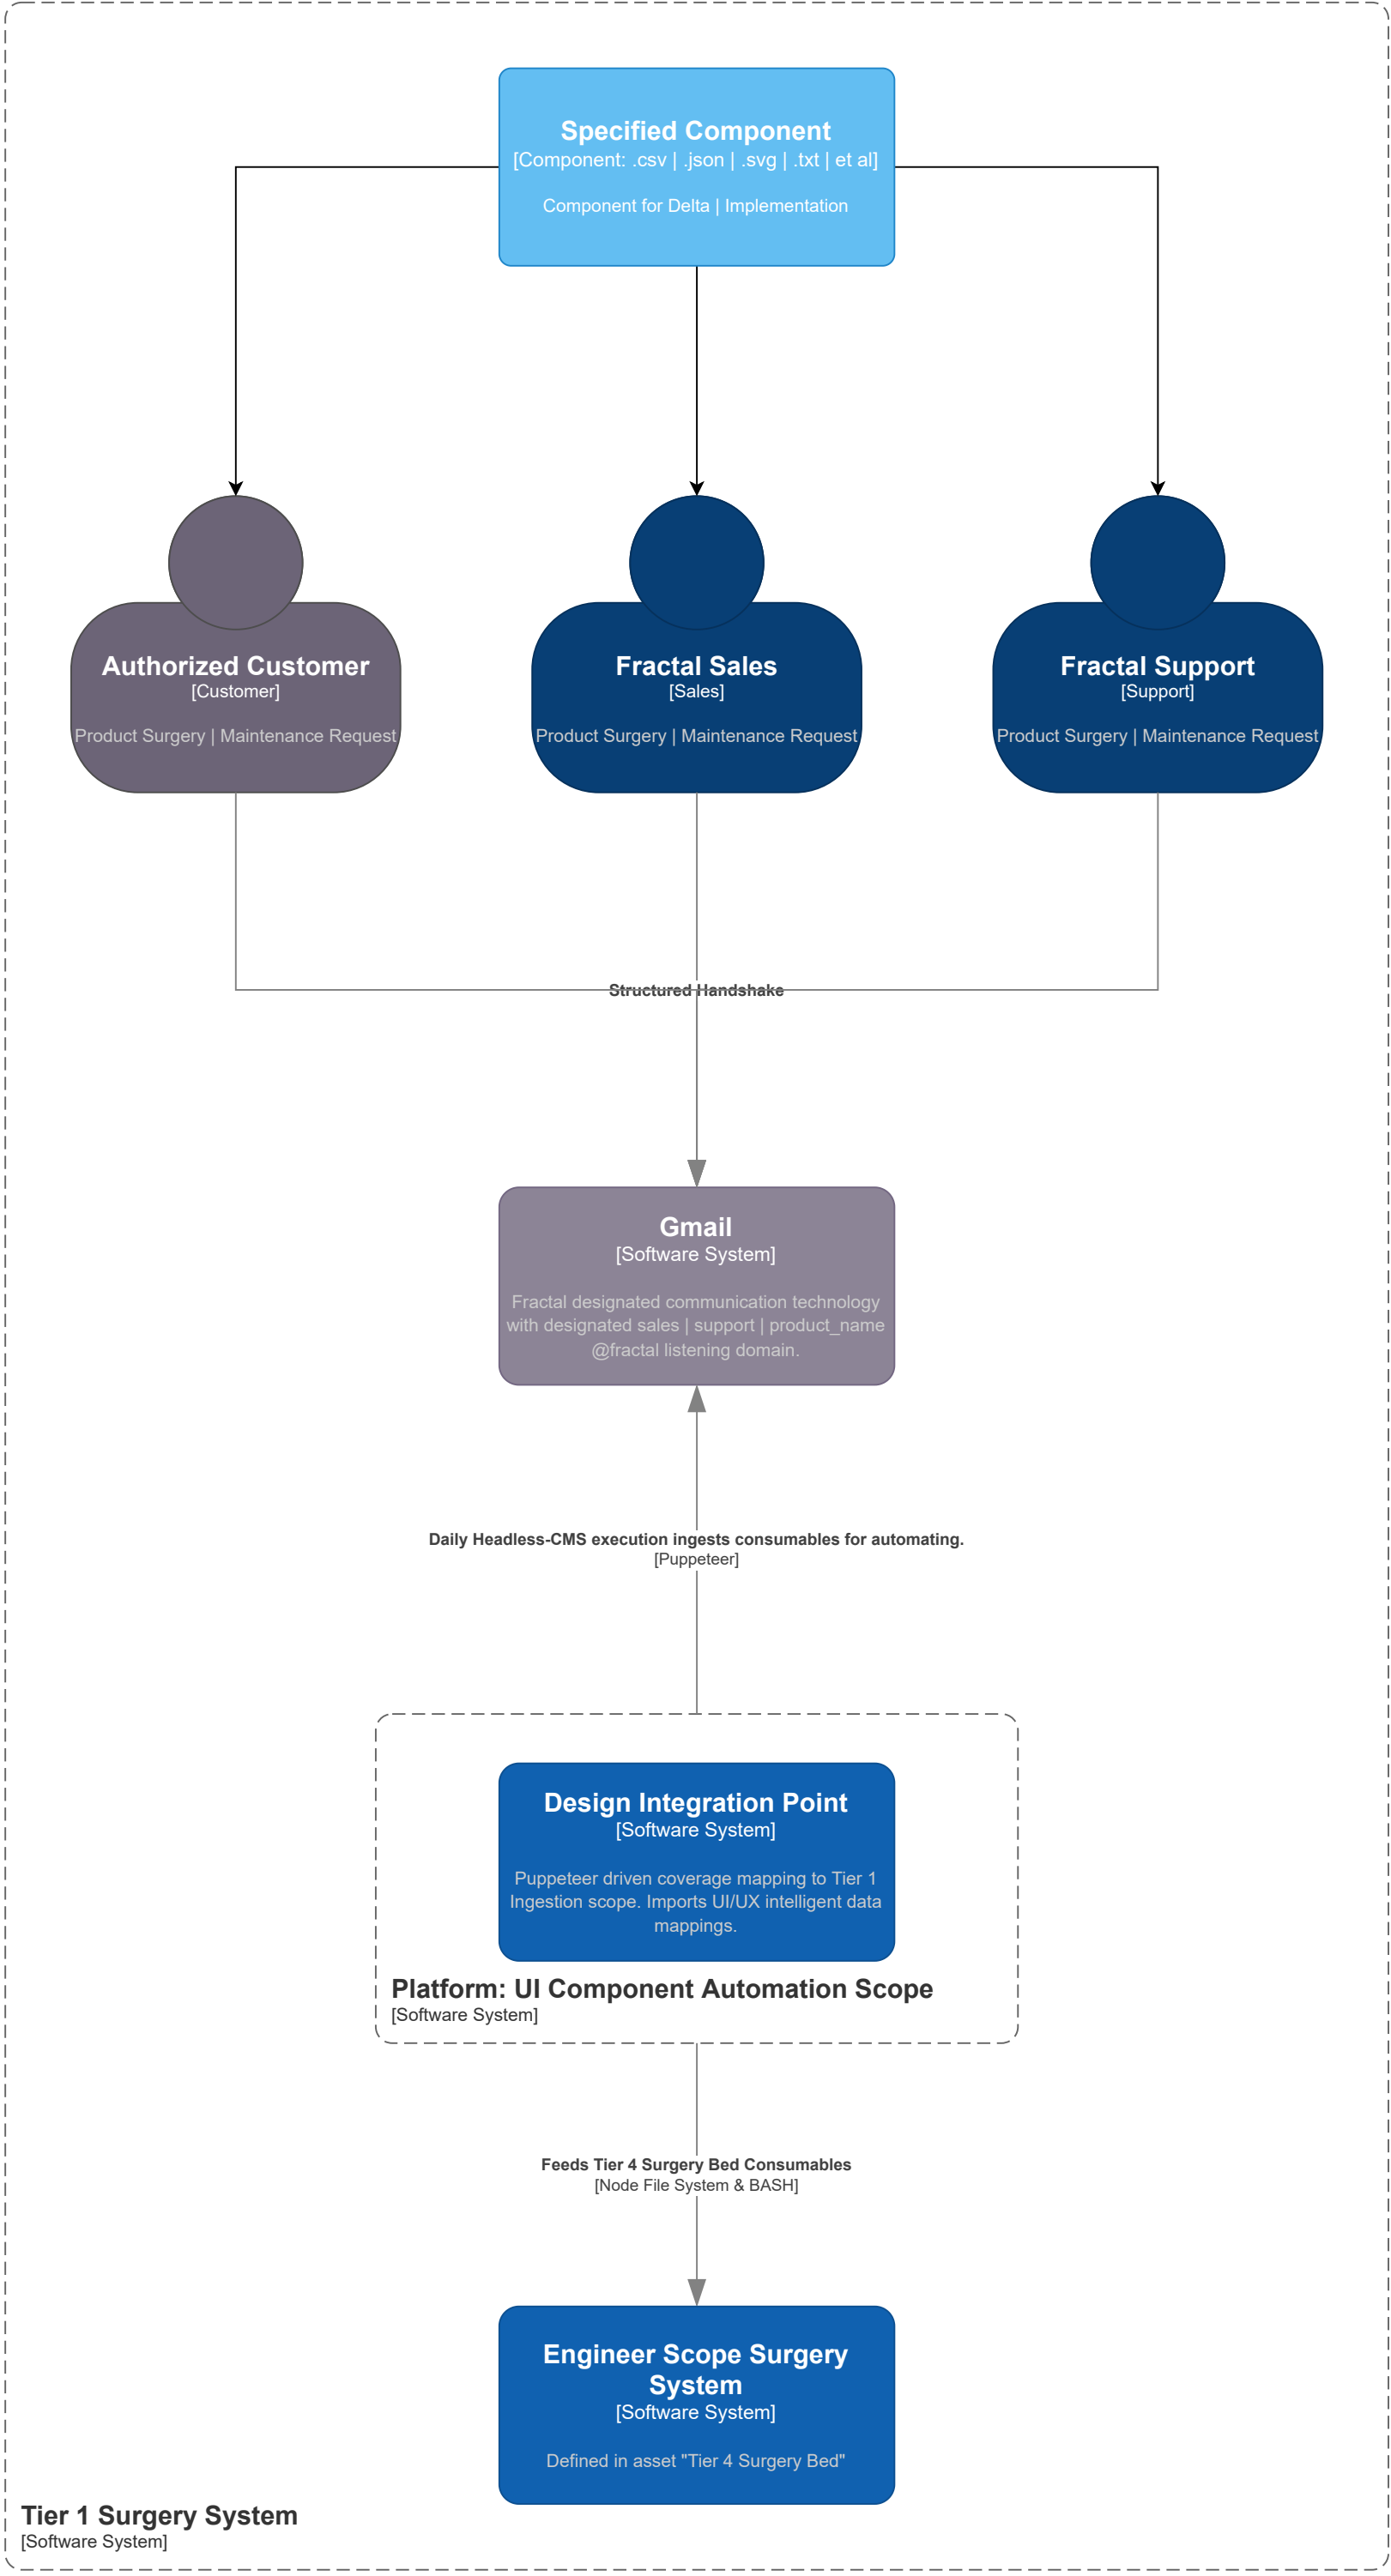 Specified Component
[Component: .csv | .json | .svg | .txt | et al]
Component for Delta | Implementation
Authorized Customer
[Customer]
Product Surgery | Maintenance Request
Fractal Sales
[Sales]
Product Surgery | Maintenance Request
Fractal Support
[Support]
Product Surgery | Maintenance Request
Structured Handshake
Gmail
[Software System]
Fractal designated communication technology
with designated sales | support | product_name
@fractal listening domain.
Daily Headless-CMS execution ingests consumables for automating.
[Puppeteer]
Design Integration Point
[Software System]
Puppeteer driven coverage mapping to Tier 1
Ingestion scope. Imports UI/UX intelligent data
mappings.
Platform: UI Component Automation Scope
[Software System]
Feeds Tier 4 Surgery Bed Consumables
[Node File System & BASH]
Engineer Scope Surgery
System
[Software System]
Defined in asset "Tier 4 Surgery Bed"
Tier 1 Surgery System
[Software System]